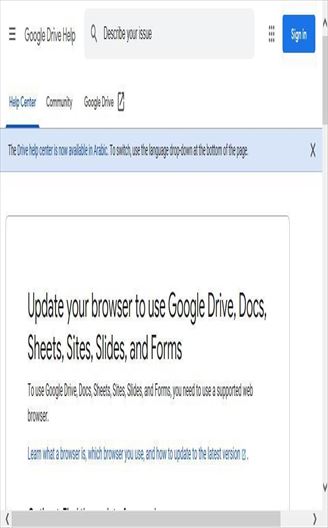 Google Drive Help
Describe your issue
Sign in
Help Center
Community
Google Drive
The Drive help center is now available in Arabic. To switch, use the language drop-down at the bottom of the page.
Update your browser to use Google Drive, Docs,
Sheets, Sites, Slides, and Forms
To use Google Drive, Docs, Sheets, Sites, Slides, and Forms, you need to use a supported web
browser.
Learn what a browser is, which browser you use, and how to update to the latest version.